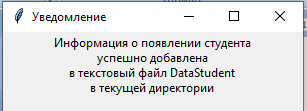 Уведомление
Информация о появлении студента
успешно добавлена
в текстовый файл DataStudent
в текущей директории